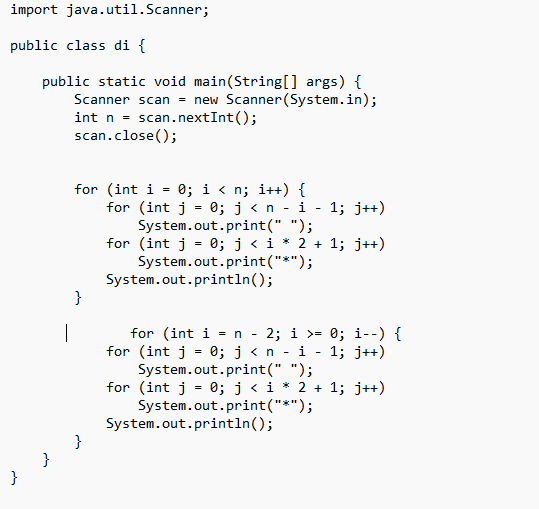 import java.util.Scanner;
public class di {
public static void main(String[] args) {
Scanner scan = new Scanner(System.in);
int n = scan.nextInt();
scan.close();
for (int i = 0; i < n; i++) {
for (int j = 0; j < n - i - 1; j++)
System.out.print(" ");
for (int j = 0; j < i * 2 + 1; j++)
System.out.print("*");
System.out.println();
}
for (int i = n - 2; i >= 0; i--) {
for (int j = 0; j < n - i - 1; j++)
System.out.print(" ");
for (int j = 0; j < i * 2 + 1; j++)
System.out.print("*");
System.out.println();
}
}
}